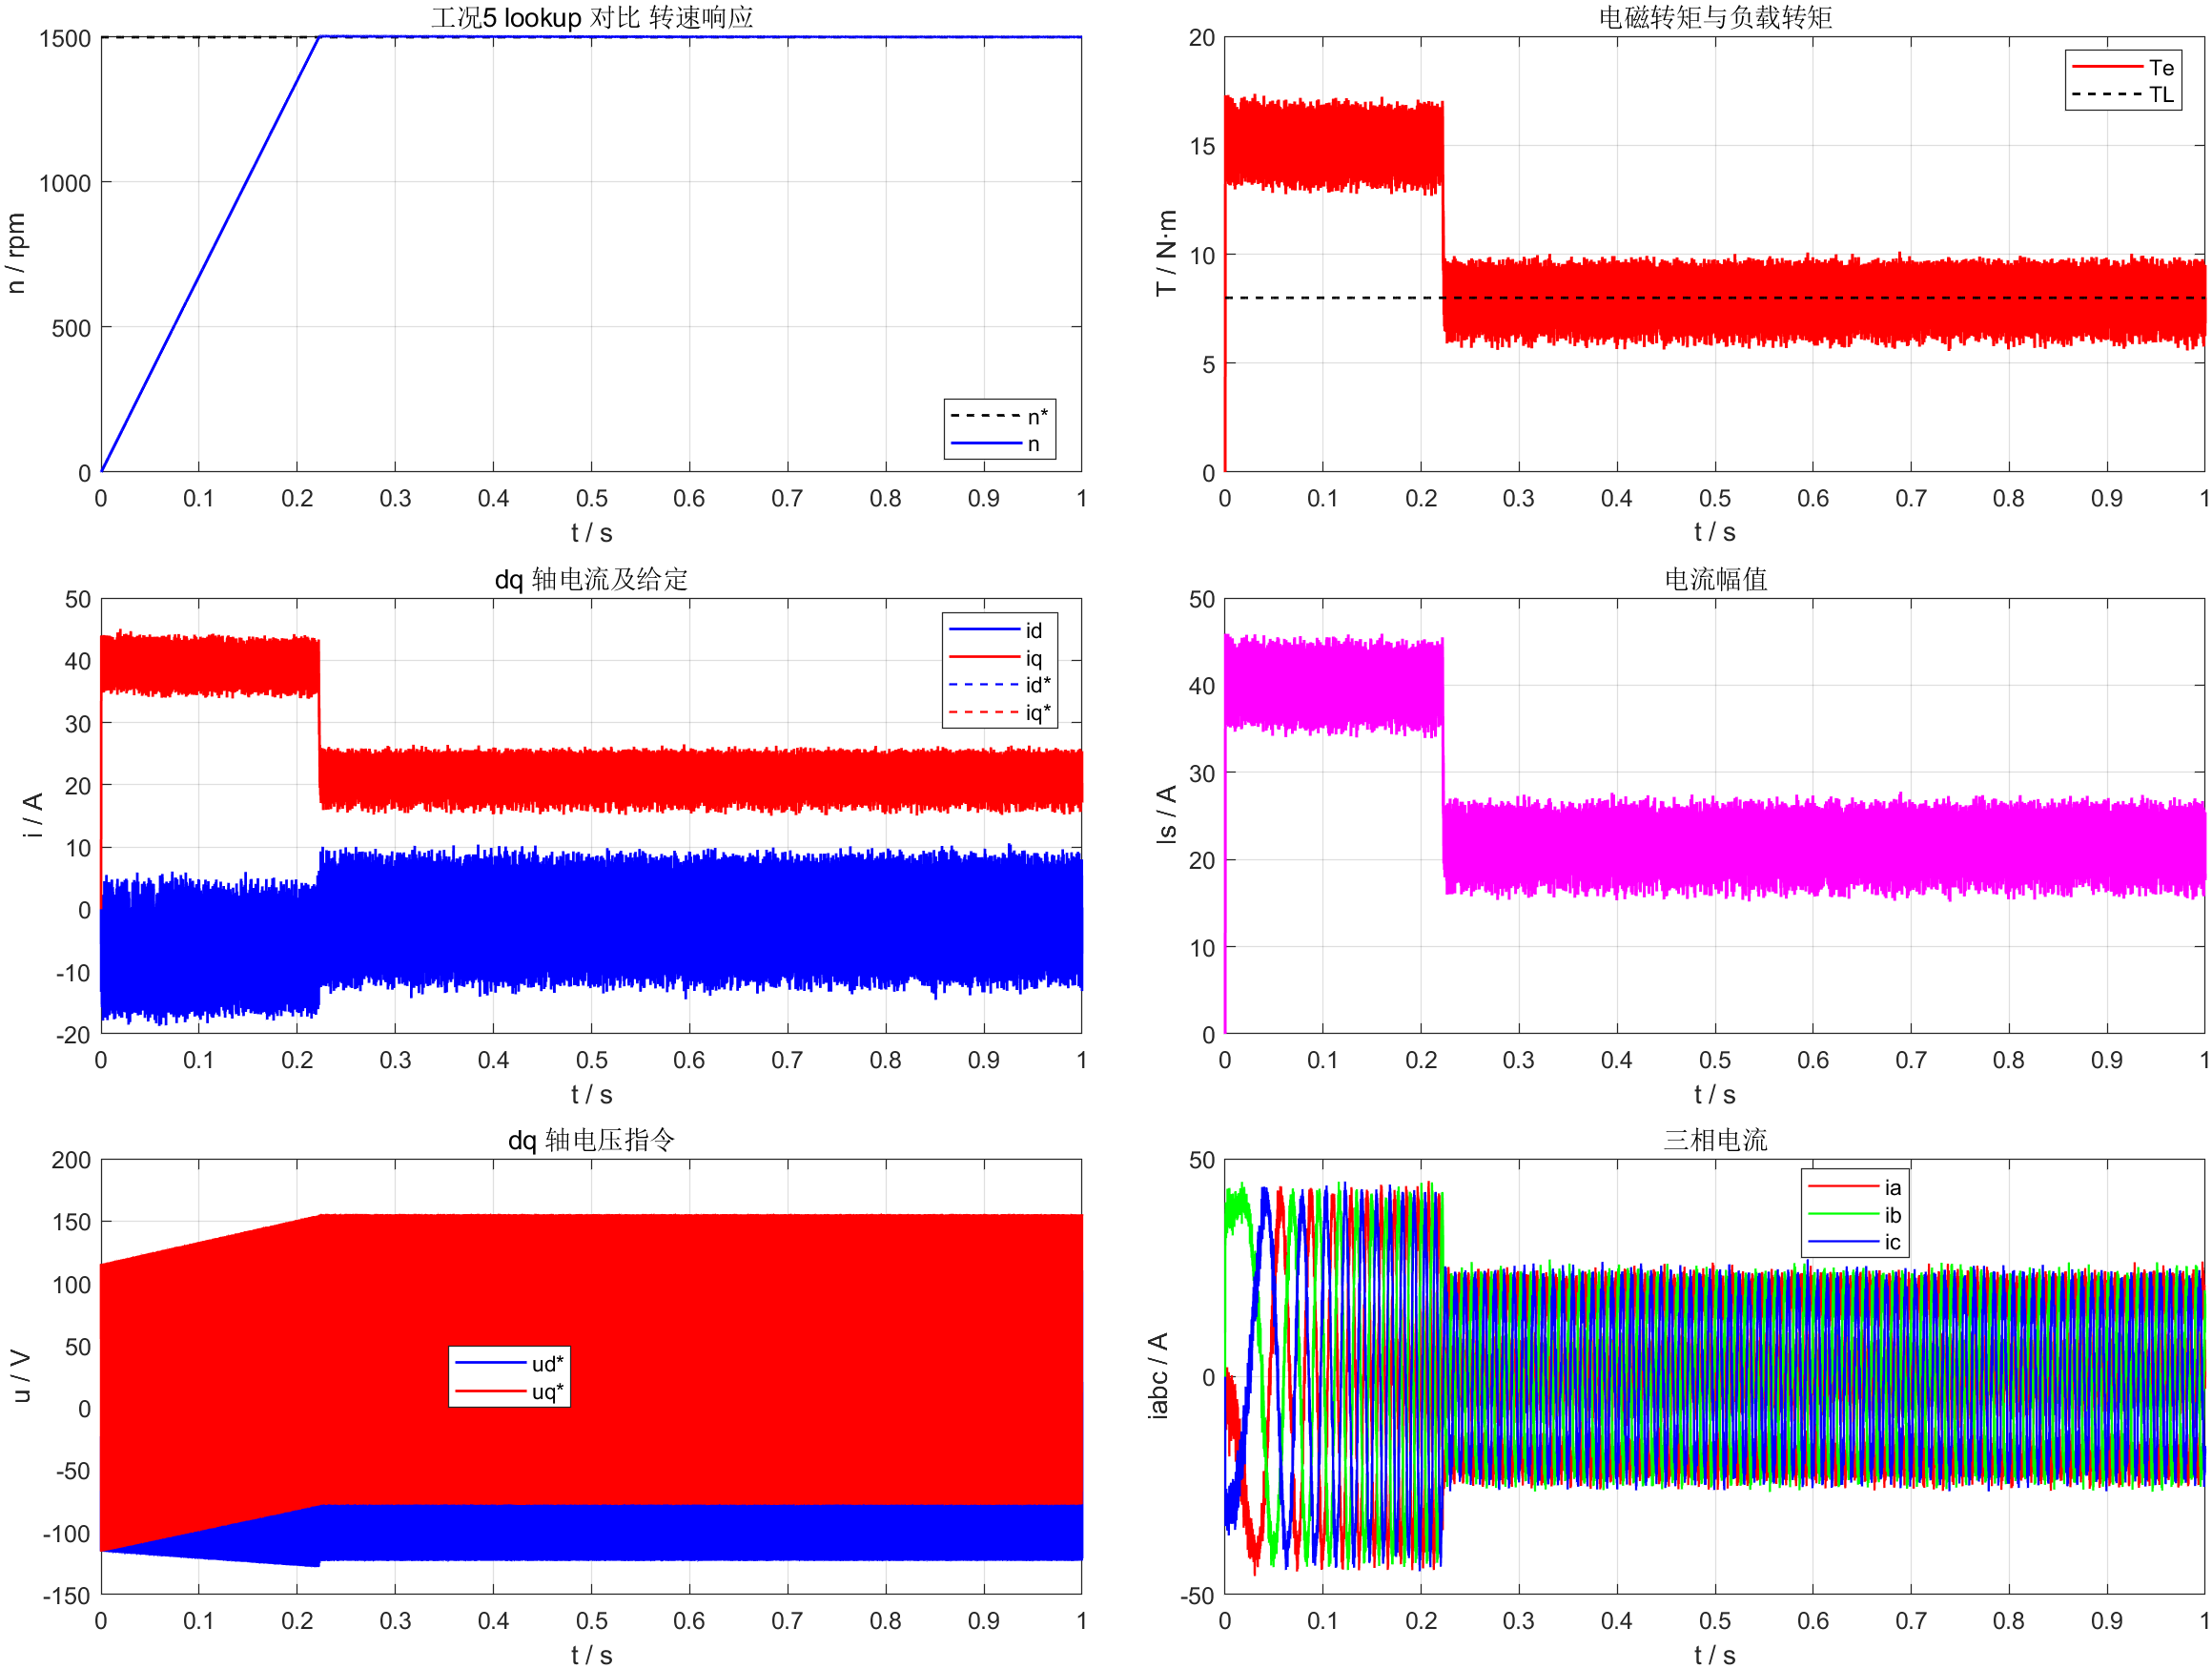 工况5 lookup 对比 转速响应
1500
1000
500
0
n / rpm
0 0.1 0.2 0.3 0.4 0.5 0.6 0.7 0.8 0.9 1
t / s
n*
n
电磁转矩与负载转矩
20
15
10
5
0
T / N·m
0 0.1 0.2 0.3 0.4 0.5 0.6 0.7 0.8 0.9 1
t / s
Te
TL
dq 轴电流及给定
50
40
30
20
10
0
-10
-20
i / A
0 0.1 0.2 0.3 0.4 0.5 0.6 0.7 0.8 0.9 1
t / s
id
iq
id*
iq*
电流幅值
50
40
30
20
10
0
Is / A
0 0.1 0.2 0.3 0.4 0.5 0.6 0.7 0.8 0.9 1
t / s
dq 轴电压指令
200
150
100
50
0
-50
-100
-150
u / V
0 0.1 0.2 0.3 0.4 0.5 0.6 0.7 0.8 0.9 1
t / s
ud*
uq*
三相电流
50
0
-50
iabc / A
0 0.1 0.2 0.3 0.4 0.5 0.6 0.7 0.8 0.9 1
t / s
ia
ib
ic